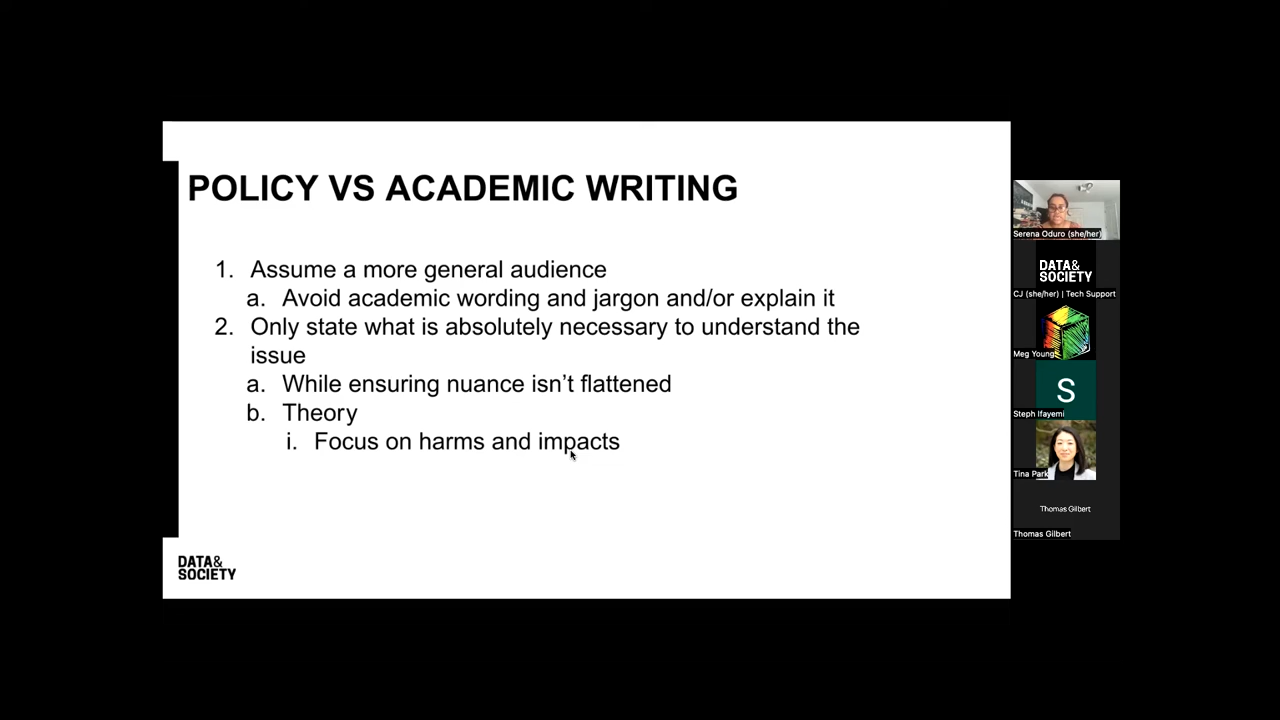 POLICY VS ACADEMIC WRITING
1. Assume a more general audience
a. Avoid academic wording and jargon and/or explain it
2. Only state what is absolutely necessary to understand the
issue
a. While ensuring nuance isn't flattened
b. Theory
i. Focus on harms and impacts
DATA&
SOCIETY
Serena Oduro (she/her)
DATA&
SOCIETY
CJ (she/her) | Tech Support
Meg Young
S
Steph Ifayemi
Tina Park
Thomas Gilbert
Thomas Gilbert